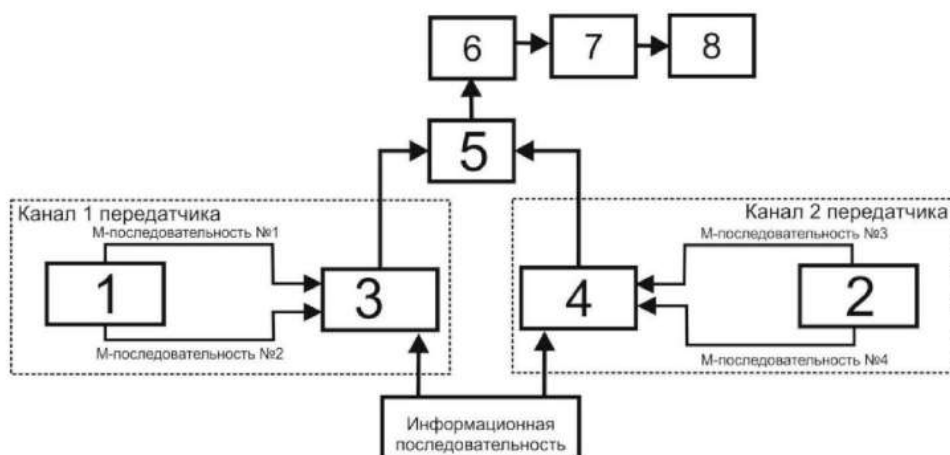 6
7
8
5
Канал 1 передатчика
Канал 2 передатчика
М-последовательность №1
М-последовательность №3
1
3
4
2
М-последовательность №2
М-последовательность №4
Информационная
последовательность